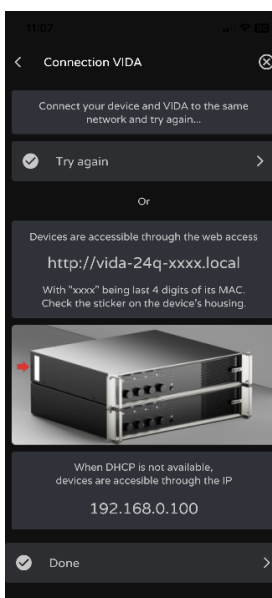 11:07
Connection VIDA
Connect your device and VIDA to the same
network and try again...
Try again
Or
Devices are accessible through the web access
http://vida-24q-xxxx.local
With "xxxx" being last 4 digits of its MAC.
Check the sticker on the device's housing.
When DHCP is not available,
devices are accesible through the IP
192.168.0.100
Done